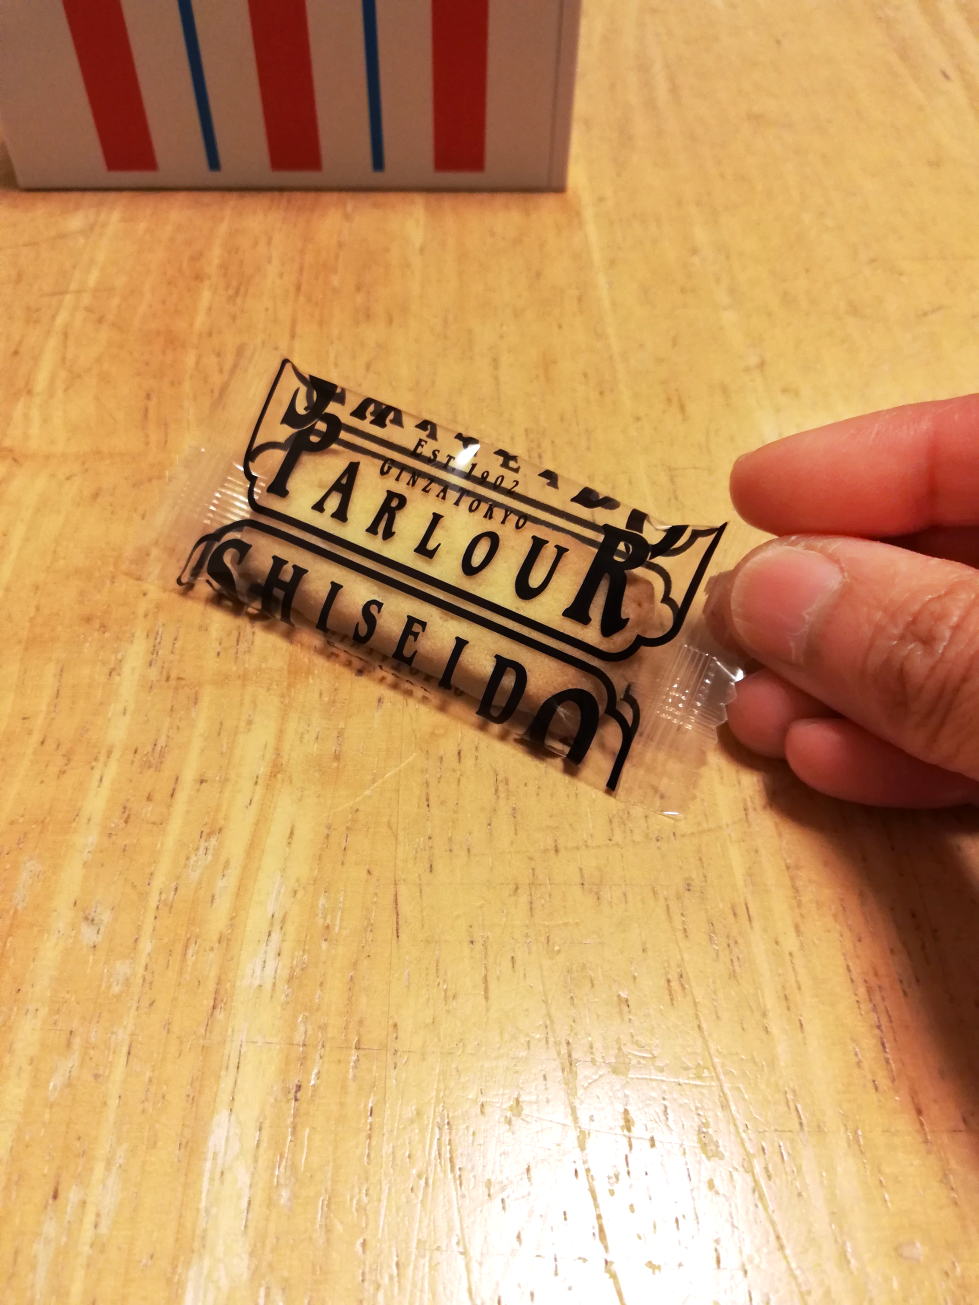 EST. 1902
GINZA TOKYO
PARLOUR
SHISEIDO